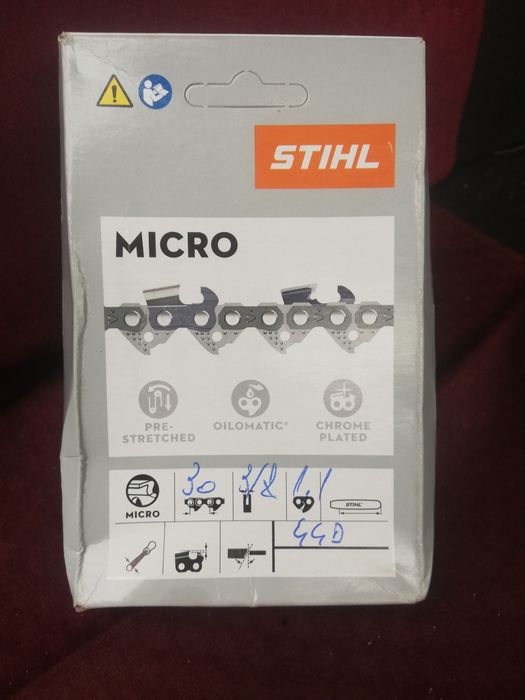 STIHL
MICRO
PRE-
STRETCHED
OILOMATIC®
CHROME
PLATED
30 3/8 1,1
MICRO
STIHL
44D